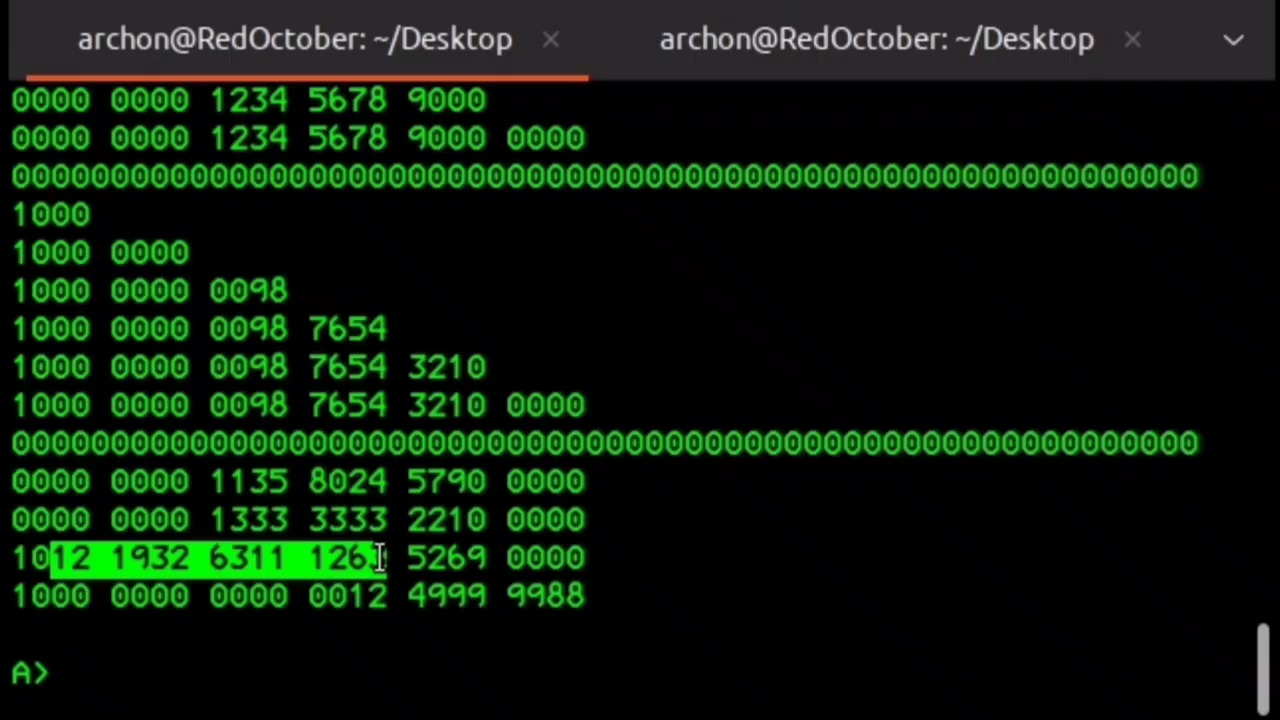 archon@RedOctober: ~/Desktop × archon@RedOctober: ~/Desktop ×
0000 0000 1234 5678 9000
0000 0000 1234 5678 9000 0000
000000000000000000000000000000000000000000000000000000000000
1000
1000 0000
1000 0000 0098
1000 0000 0098 7654
1000 0000 0098 7654 3210
1000 0000 0098 7654 3210 0000
000000000000000000000000000000000000000000000000000000000000
0000 0000 1135 8024 5790 0000
0000 0000 1333 3333 2210 0000
1012 1932 6311 1263 5269 0000
1000 0000 0000 0012 4999 9988
A>